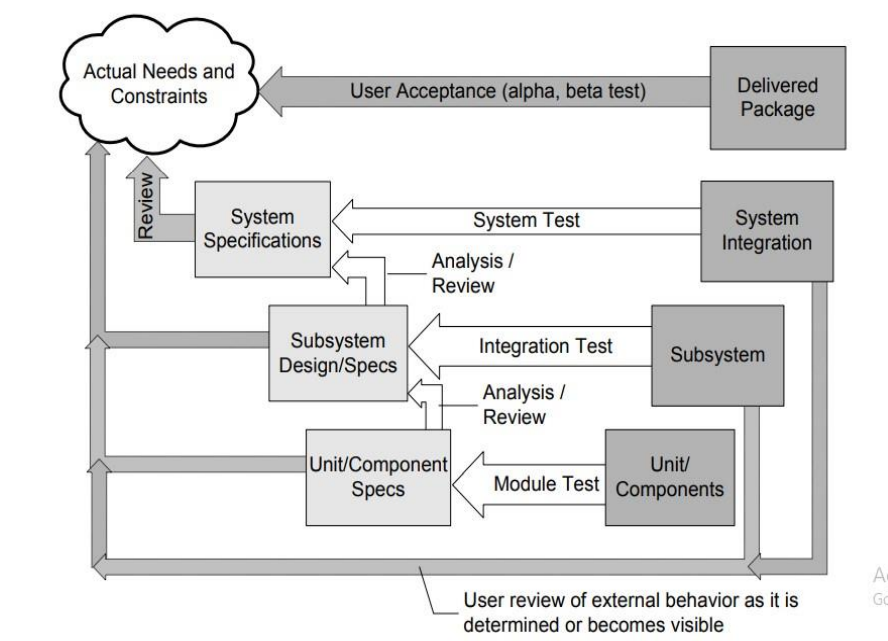 Actual Needs and
Constraints
User Acceptance (alpha, beta test)
Delivered
Package
Review
System
Specifications
System Test
System
Integration
Analysis /
Review
Subsystem
Design/Specs
Integration Test
Subsystem
Analysis /
Review
Unit/Component
Specs
Module Test
Unit/
Components
User review of external behavior as it is
determined or becomes visible